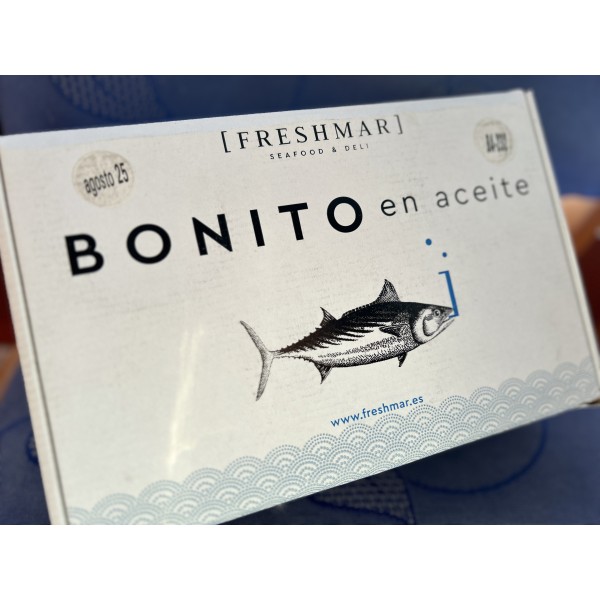 [FRESHMAR]
SEAFOOD & DELI
agosto 25
BONITO en aceite
www.freshmar.es